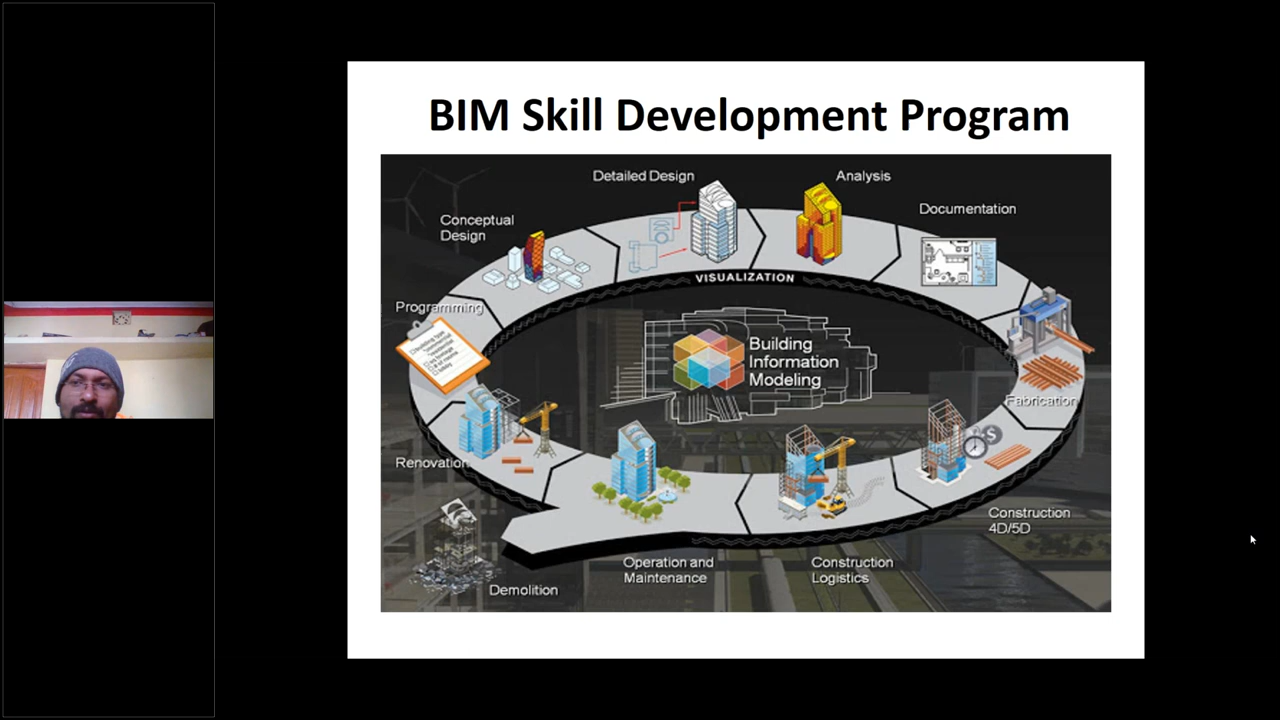 BIM Skill Development Program
Detailed Design
Analysis
Conceptual
Design
Documentation
VISUALIZATION
Programming
Building
Information
Modeling
Fabrication
Renovation
Construction
4D/5D
Operation and
Maintenance
Construction
Logistics
Demolition